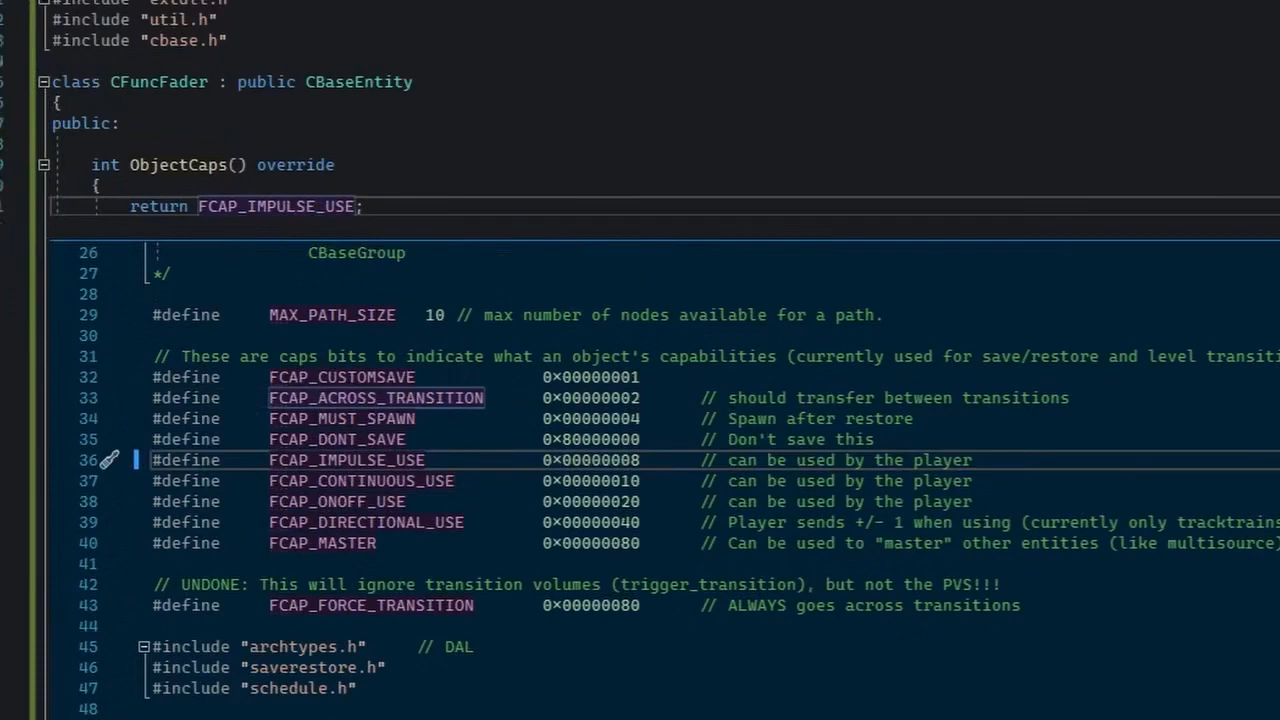 #include "extdll.h"
#include "util.h"
#include "cbase.h"
class CFuncFader : public CBaseEntity
{
public:
int ObjectCaps() override
{
return FCAP_IMPULSE_USE;
26 CBaseGroup
27 */
28
29 #define MAX_PATH_SIZE 10 // max number of nodes available for a path.
30
31 // These are caps bits to indicate what an object's capabilities (currently used for save/restore and level transiti
32 #define FCAP_CUSTOMSAVE 0x00000001
33 #define FCAP_ACROSS_TRANSITION 0x00000002 // should transfer between transitions
34 #define FCAP_MUST_SPAWN 0x00000004 // Spawn after restore
35 #define FCAP_DONT_SAVE 0x80000000 // Don't save this
36 #define FCAP_IMPULSE_USE 0x00000008 // can be used by the player
37 #define FCAP_CONTINUOUS_USE 0x00000010 // can be used by the player
38 #define FCAP_ONOFF_USE 0x00000020 // can be used by the player
39 #define FCAP_DIRECTIONAL_USE 0x00000040 // Player sends +/- 1 when using (currently only tracktrains
40 #define FCAP_MASTER 0x00000080 // Can be used to "master" other entities (like multisource)
41
42 // UNDONE: This will ignore transition volumes (trigger_transition), but not the PVS!!!
43 #define FCAP_FORCE_TRANSITION 0x00000080 // ALWAYS goes across transitions
44
45 #include "archtypes.h" // DAL
46 #include "saverestore.h"
47 #include "schedule.h"
48